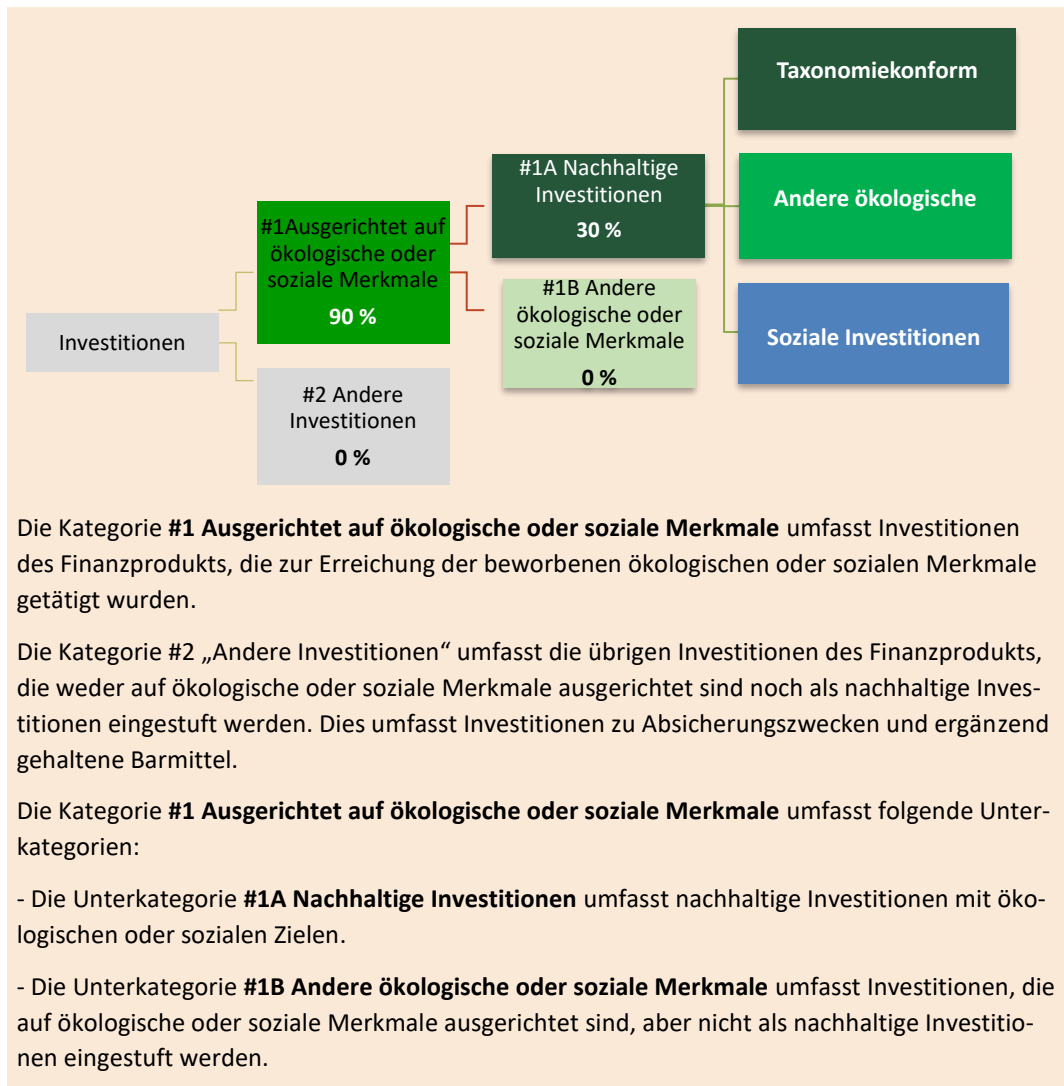 Taxonomiekonform
#1A Nachhaltige
Investitionen
30 %
Andere ökologische
#1Ausgerichtet auf
ökologische oder
soziale Merkmale
90 %
#1B Andere
ökologische oder
soziale Merkmale
0 %
Soziale Investitionen
Investitionen
#2 Andere
Investitionen
0 %
Die Kategorie #1 Ausgerichtet auf ökologische oder soziale Merkmale umfasst Investitionen
des Finanzprodukts, die zur Erreichung der beworbenen ökologischen oder sozialen Merkmale
getätigt wurden.
Die Kategorie #2 „Andere Investitionen“ umfasst die übrigen Investitionen des Finanzprodukts,
die weder auf ökologische oder soziale Merkmale ausgerichtet sind noch als nachhaltige Inves-
titionen eingestuft werden. Dies umfasst Investitionen zu Absicherungszwecken und ergänzend
gehaltene Barmittel.
Die Kategorie #1 Ausgerichtet auf ökologische oder soziale Merkmale umfasst folgende Unter-
kategorien:
- Die Unterkategorie #1A Nachhaltige Investitionen umfasst nachhaltige Investitionen mit öko-
logischen oder sozialen Zielen.
- Die Unterkategorie #1B Andere ökologische oder soziale Merkmale umfasst Investitionen, die
auf ökologische oder soziale Merkmale ausgerichtet sind, aber nicht als nachhaltige Investitio-
nen eingestuft werden.